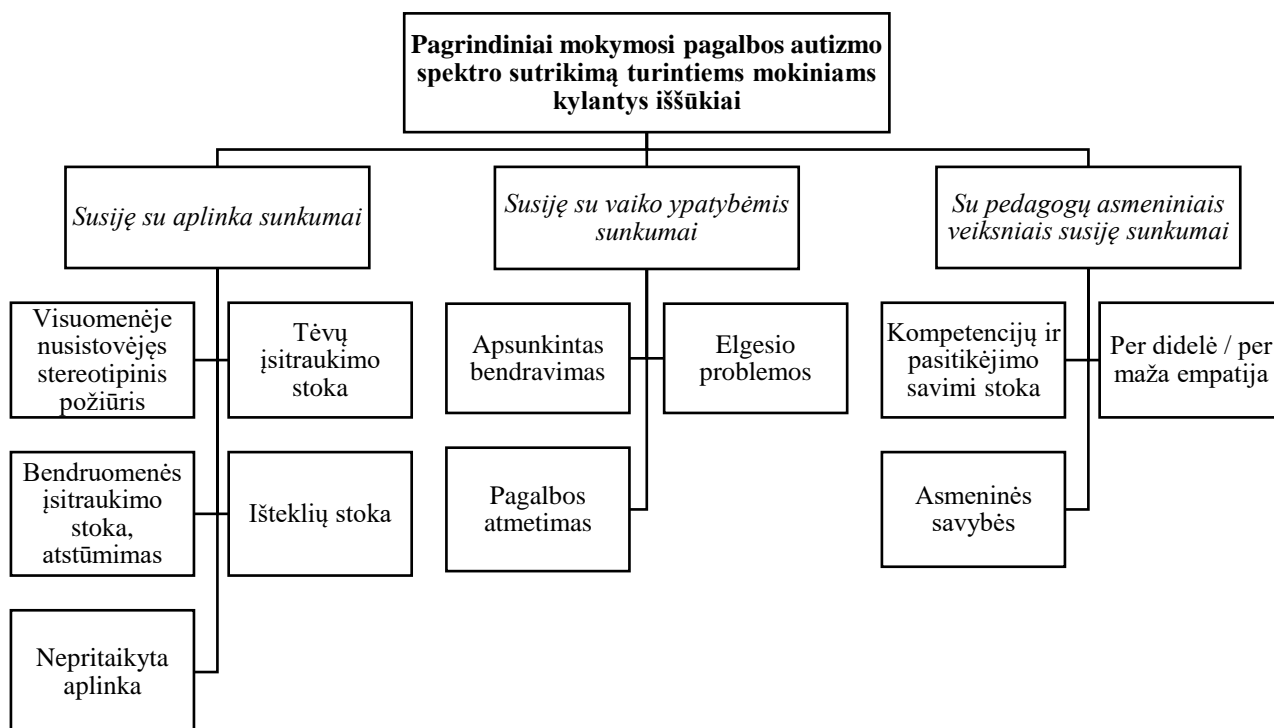 Pagrindiniai mokymosi pagalbos autizmo
spektro sutrikimą turintiems mokiniams
kylantys iššūkiai
Susiję su aplinka sunkumai
Susiję su vaiko ypatybėmis
sunkumai
Su pedagogų asmeniniais
veiksniais susiję sunkumai
Visuomenėje
nusistovėjęs
stereotipinis
požiūris
Tėvų
įsitraukimo
stoka
Apsunkintas
bendravimas
Elgesio
problemos
Kompetencijų ir
pasitikėjimo
savimi stoka
Per didelė / per
maža empatija
Bendruomenės
įsitraukimo
stoka,
atstūmimas
Išteklių stoka
Pagalbos
atmetimas
Asmeninės
savybės
Nepritaikyta
aplinka